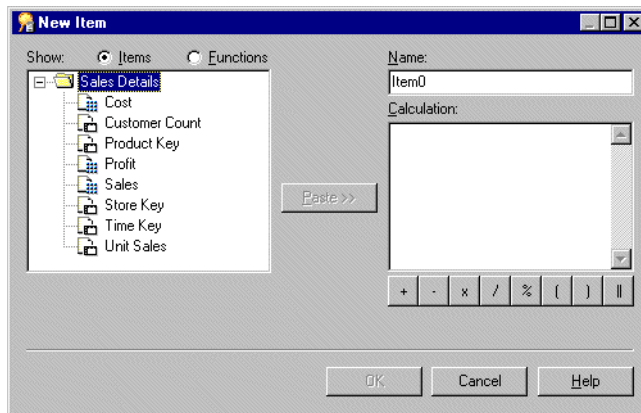 New Item
Show: Items Functions
Name:
Sales Details
Item0
Cost
Calculation:
Customer Count
Product Key
Profit
Sales
Store Key
Time Key
Unit Sales
Paste >>
+ - x / % ( ) ||
OK Cancel Help